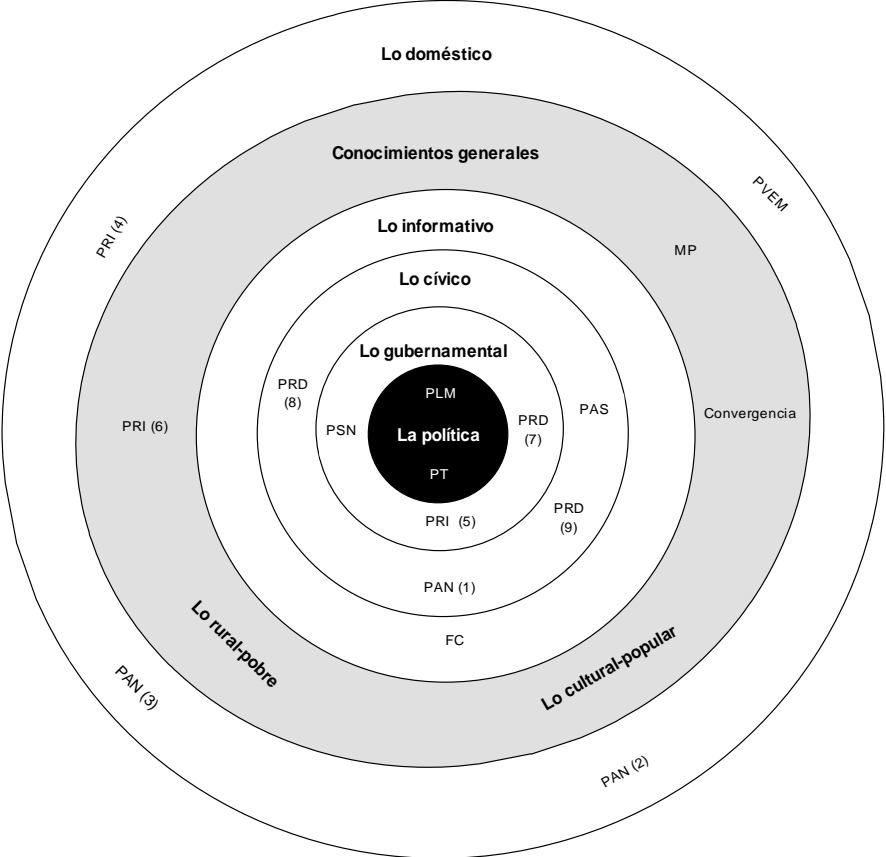 Lo doméstico
Conocimientos generales
PVEM
Lo informativo
PRI (4)
MP
Lo cívico
Lo gubernamental
PRD
(8)
PLM
PAS
Convergencia
PRI (6)
PSN
La política
PRD
(7)
PT
PRI (5)
PRD
(9)
PAN (1)
FC
Lo rural-pobre
Lo cultural-popular
PAN (3)
PAN (2)